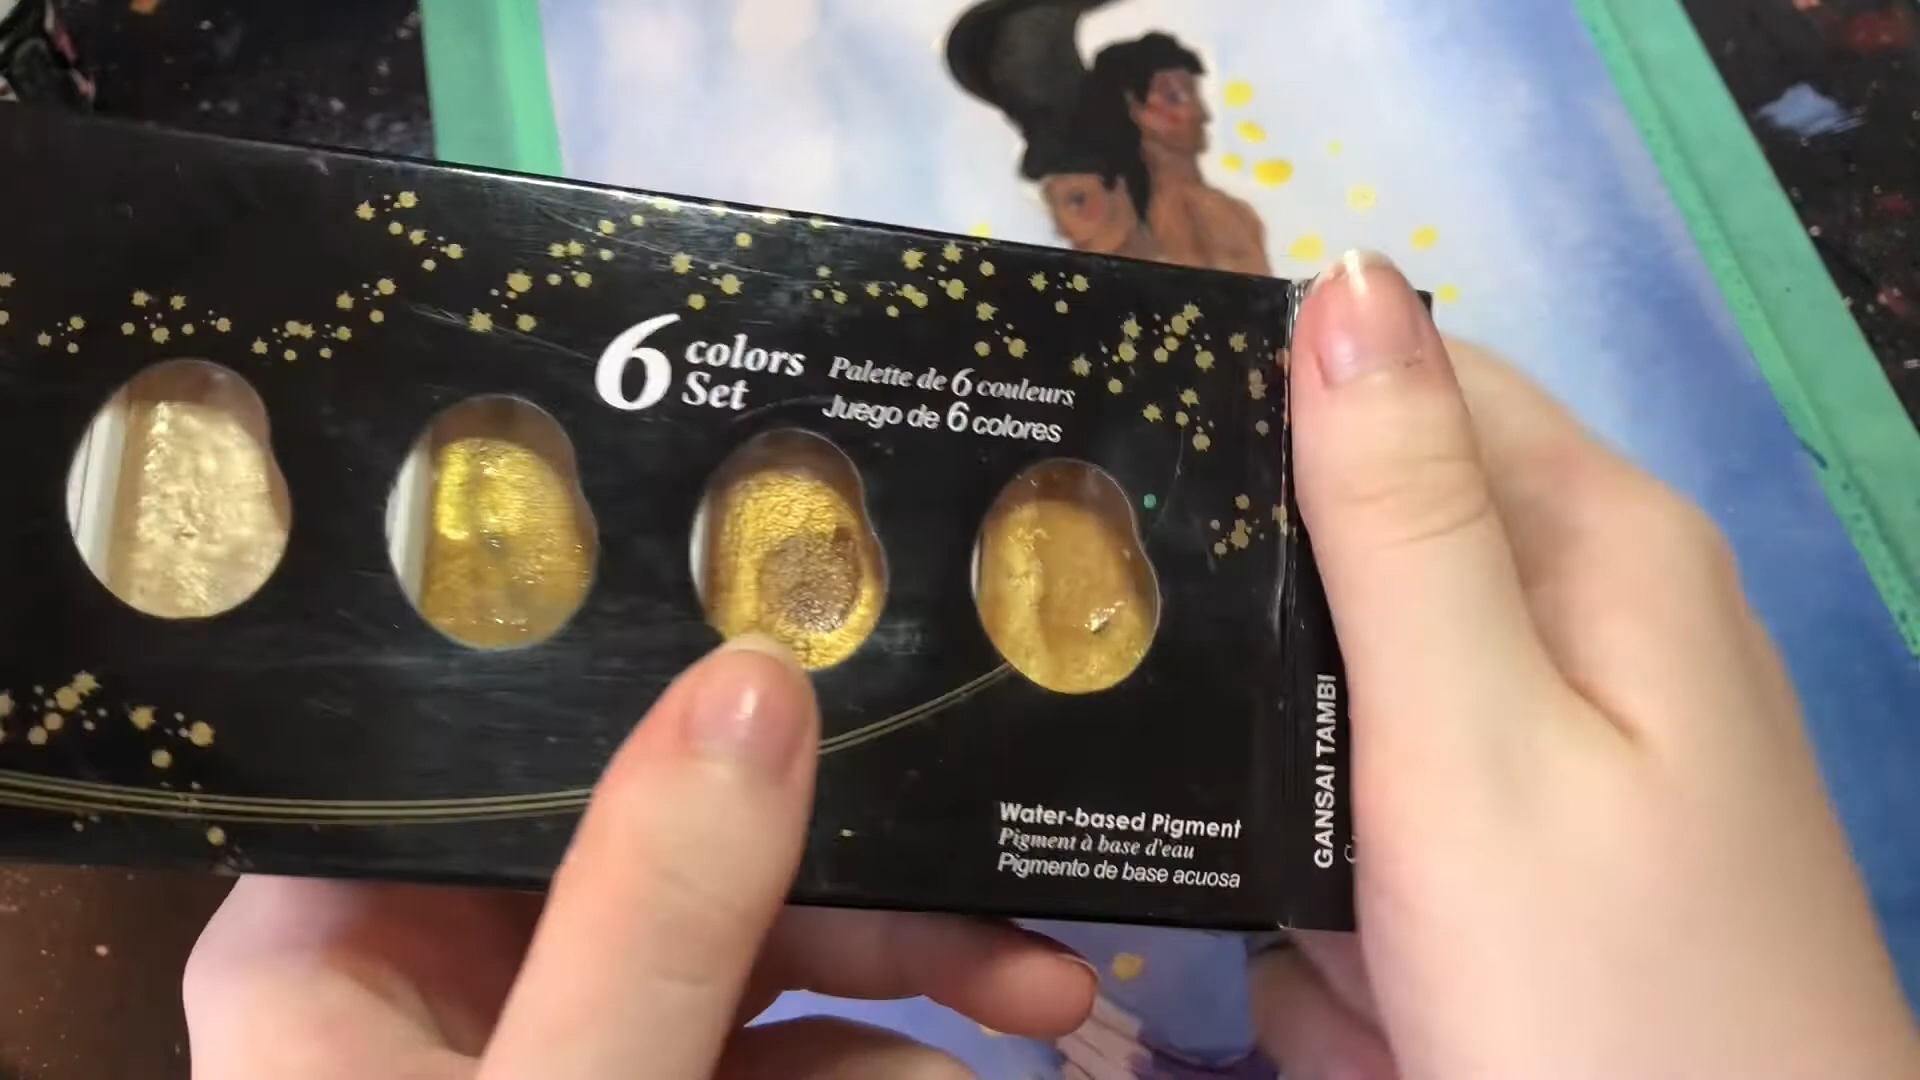 6 colors Set
Palette de 6 couleurs
Juego de 6 colores
Water-based Pigment
Pigment à base d'eau
Pigmento de base acuosa
GANSAI TAMBI